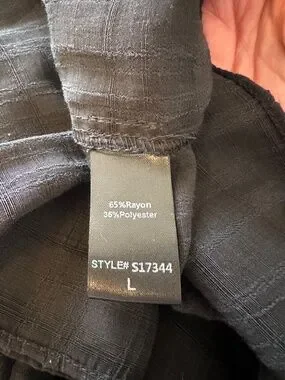 65%Rayon
35%Polyester
STYLE# S17344
L